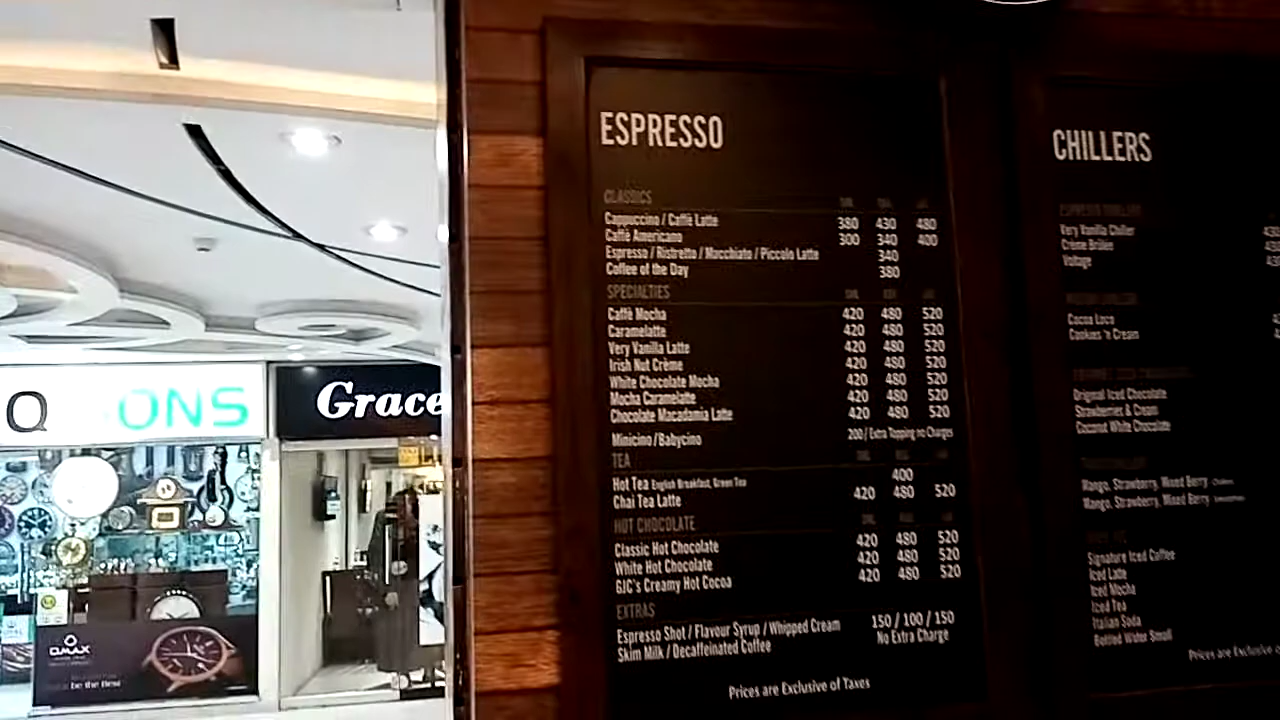 Q ONS
Grace
OMAX
be the Best
ESPRESSO
CLASSICS
Cappuccino / Caffè Latte 380 430 480
Caffè Americano 300 340 400
Espresso / Ristretto / Macchiato / Piccolo Latte 340
Coffee of the Day 380
SPECIALTIES
Caffè Mocha 420 480 520
Caramelatte 420 480 520
Very Vanilla Latte 420 480 520
Irish Nut Crème 420 480 520
White Chocolate Mocha 420 480 520
Mocha Caramelatte 420 480 520
Chocolate Macadamia Latte 420 480 520
Minicino/Babycino 200 / Extra Topping no Charges
TEA
Hot Tea English Breakfast, Green Tea 400
Chai Tea Latte 420 480 520
HOT CHOCOLATE
Classic Hot Chocolate 420 480 520
White Hot Chocolate 420 480 520
GJC's Creamy Hot Cocoa 420 480 520
EXTRAS
Espresso Shot / Flavour Syrup / Whipped Cream 150 / 100 / 150
Skim Milk / Decaffeinated Coffee No Extra Charge
Prices are Exclusive of Taxes
CHILLERS
Very Vanilla Chiller
Crème Brûlée
Voltage
Cocoa Loco
Cookies 'n Cream
Original Iced Chocolate
Strawberries & Cream
Coconut White Chocolate
Mango, Strawberry, Mixed Berry
Mango, Strawberry, Mixed Berry
Signature Iced Coffee
Iced Latte
Iced Mocha
Iced Tea
Italian Soda
Bottled Water Small
Prices are Exclusive o